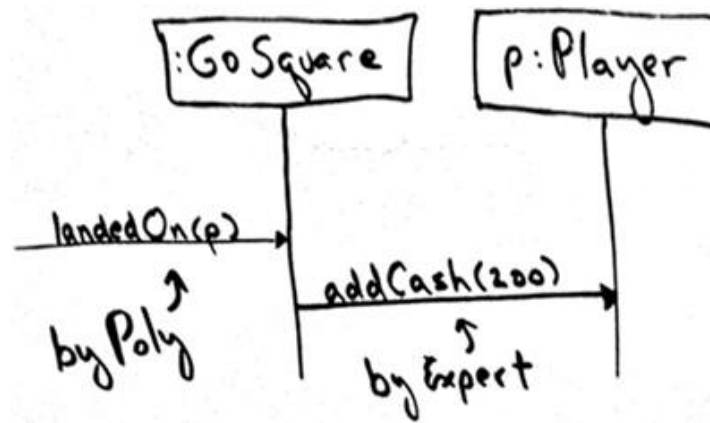 :GoSquare
p:Player
landedOn(p)
addCash(200)
by Poly
by Expert